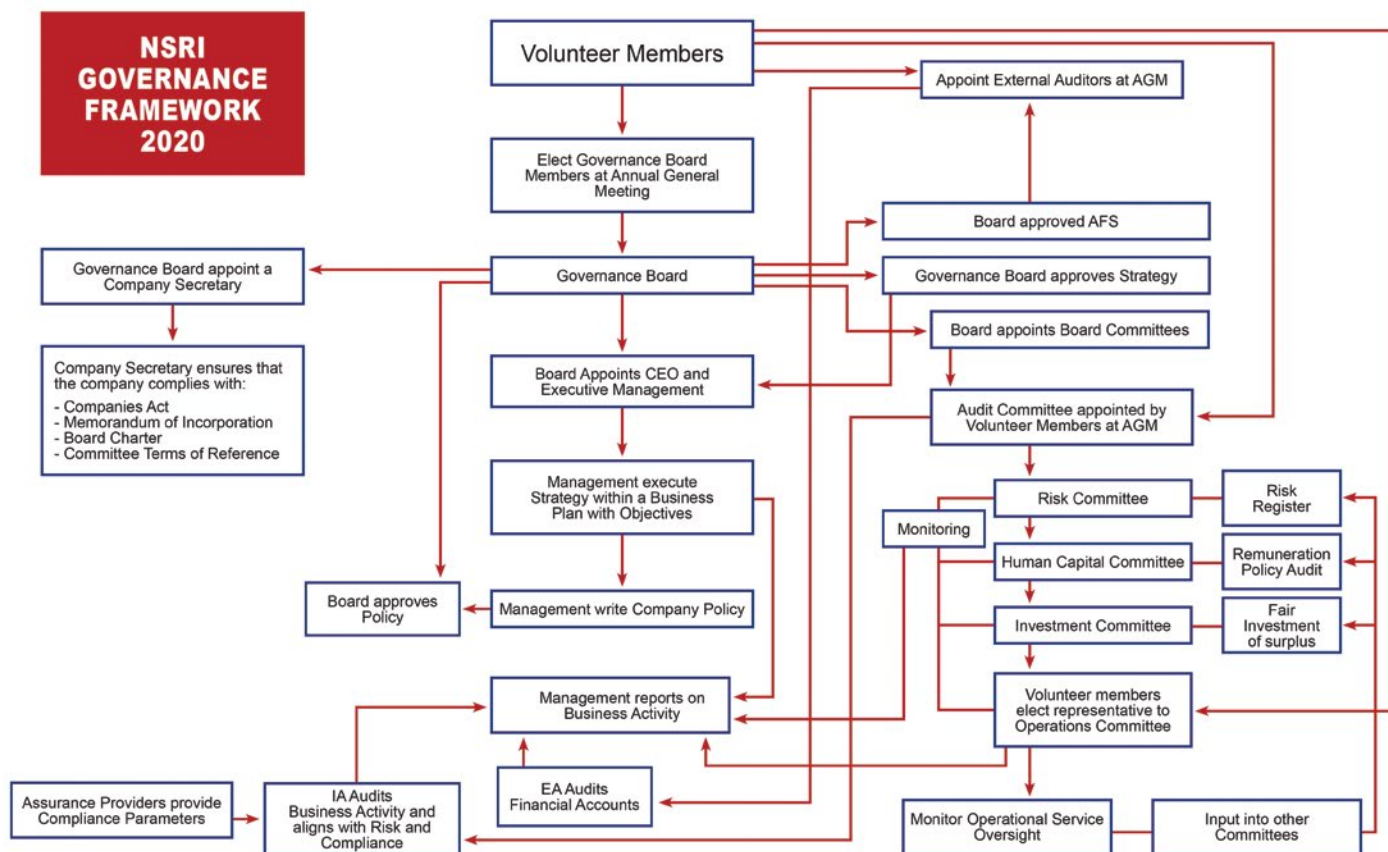 NSRI
GOVERNANCE
FRAMEWORK
2020
Volunteer Members
Appoint External Auditors at AGM
Elect Governance Board
Members at Annual General
Meeting
Board approved AFS
Governance Board appoint a
Company Secretary
Governance Board
Governance Board approves Strategy
Board appoints Board Committees
Company Secretary ensures that
the company complies with:
- Companies Act
- Memorandum of Incorporation
- Board Charter
- Committee Terms of Reference
Board Appoints CEO and
Executive Management
Audit Committee appointed by
Volunteer Members at AGM
Management execute
Strategy within a Business
Plan with Objectives
Risk Committee
Risk
Register
Monitoring
Human Capital Committee
Remuneration
Policy Audit
Board approves
Policy
Management write Company Policy
Investment Committee
Fair
Investment
of surplus
Management reports on
Business Activity
Volunteer members
elect representative to
Operations Committee
Assurance Providers provide
Compliance Parameters
IA Audits
Business Activity and
aligns with Risk and
Compliance
EA Audits
Financial Accounts
Monitor Operational Service
Oversight
Input into other
Committees